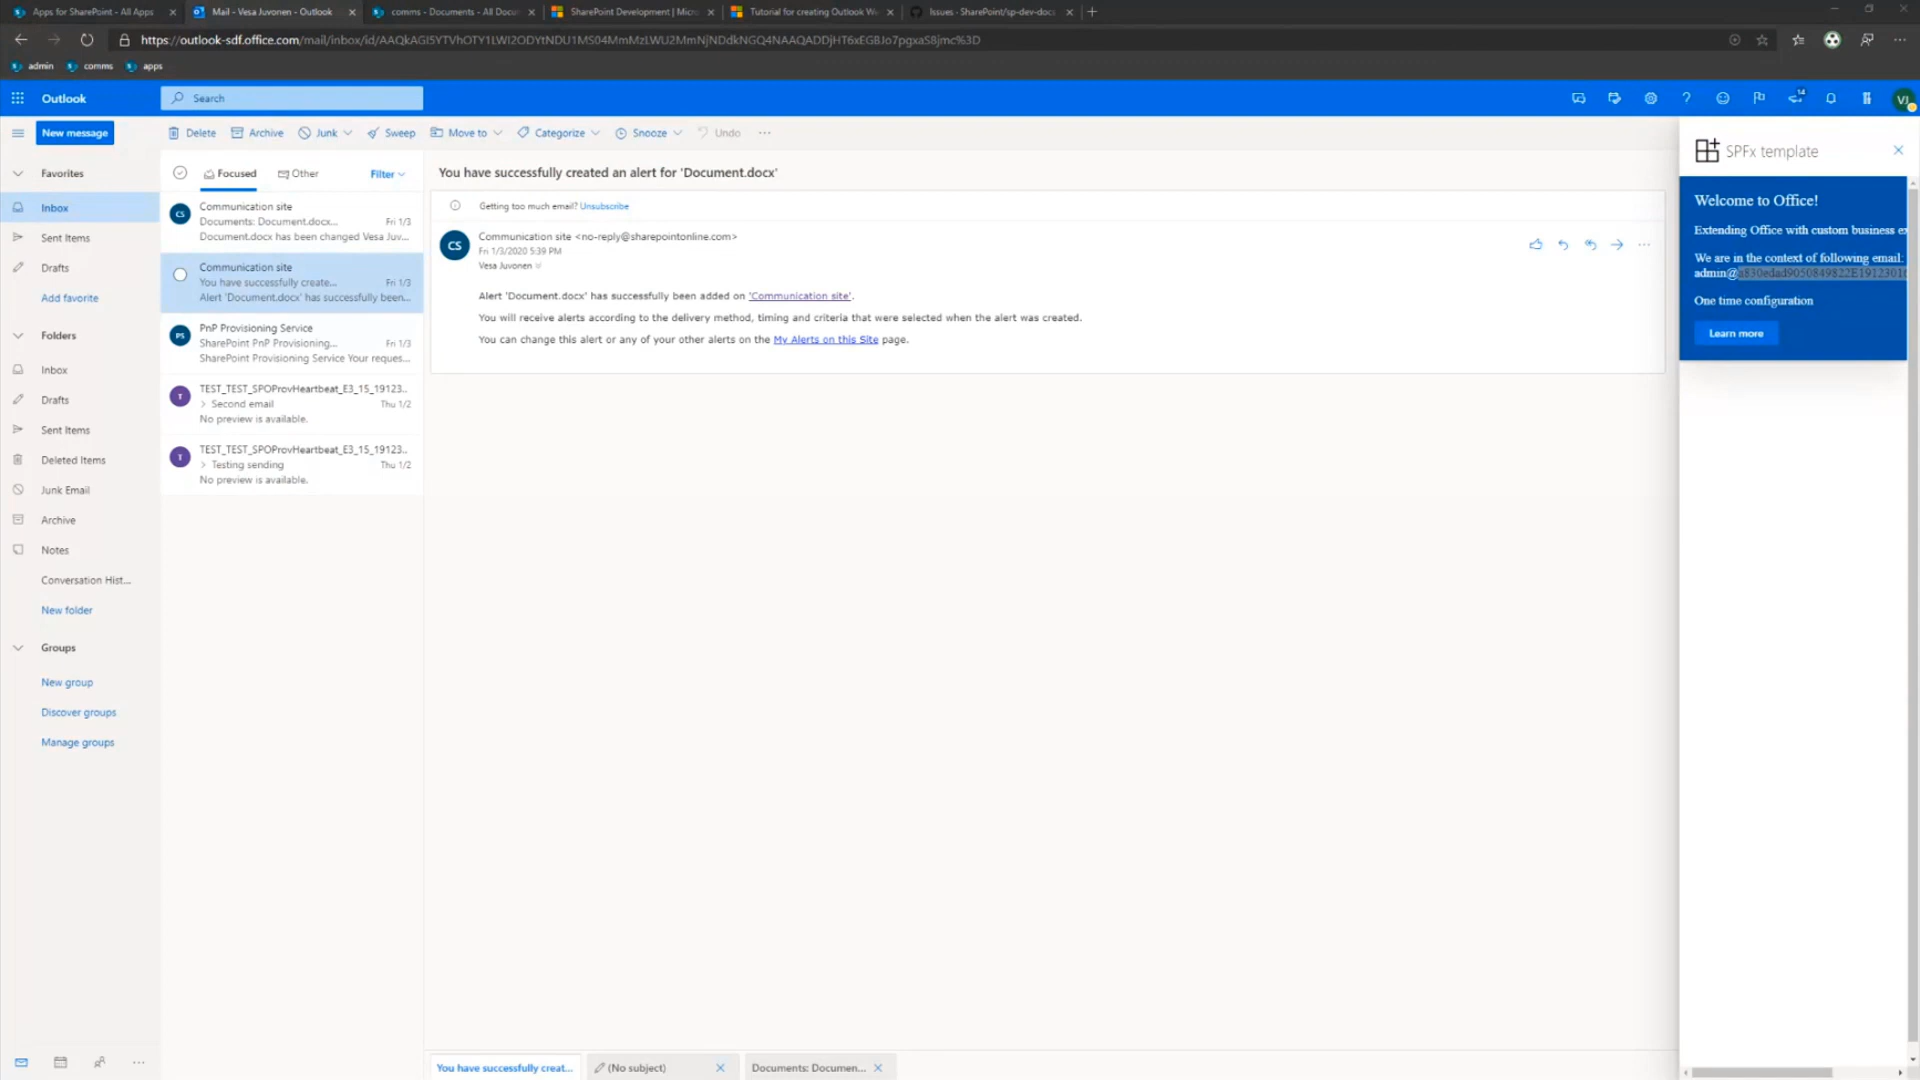 Apps for SharePoint - All Apps
Mail - Vesa Juvonen - Outlook
comms - Documents - All Docu
SharePoint Development | Micro
Tutorial for creating Outlook We
Issues · SharePoint/sp-dev-docs
admin
comms
apps
Outlook
Search
14
VJ
New message
Delete
Archive
Junk
Sweep
Move to
Categorize
Snooze
Undo
Favorites
Inbox
Sent Items
Drafts
Add favorite
Folders
Inbox
Drafts
Sent Items
Deleted Items
Junk Email
Archive
Notes
Conversation Hist...
New folder
Groups
New group
Discover groups
Manage groups
Focused
Other
Filter
CS
Communication site
Documents: Document.docx...
Fri 1/3
Document.docx has been changed Vesa Juv...
Communication site
You have successfully create...
Fri 1/3
Alert 'Document.docx' has successfully been...
PS
PnP Provisioning Service
SharePoint PnP Provisioning...
Fri 1/3
SharePoint Provisioning Service Your reques...
T
TEST_TEST_SPOProvHeartbeat_E3_15_19123...
Second email
Thu 1/2
No preview is available.
T
TEST_TEST_SPOProvHeartbeat_E3_15_19123...
Testing sending
Thu 1/2
No preview is available.
You have successfully created an alert for 'Document.docx'
Getting too much email? Unsubscribe
CS
Communication site <no-reply@sharepointonline.com>
Fri 1/3/2020 5:39 PM
Vesa Juvonen
Alert 'Document.docx' has successfully been added on 'Communication site'.
You will receive alerts according to the delivery method, timing and criteria that were selected when the alert was created.
You can change this alert or any of your other alerts on the My Alerts on this Site page.
You have successfully creat...
(No subject)
Documents: Documen...
SPFx template
Welcome to Office!
Extending Office with custom business ex
We are in the context of following email:
admin@a830edad9050849822E1912301
One time configuration
Learn more